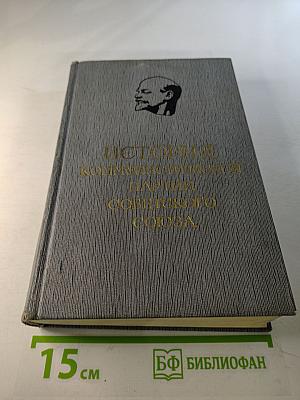 ИСТОРИЯ
КОММУНИСТИЧЕСКОЙ
ПАРТИИ
СОВЕТСКОГО
СОЮЗА
15 см
БФ БИБЛИОФАН